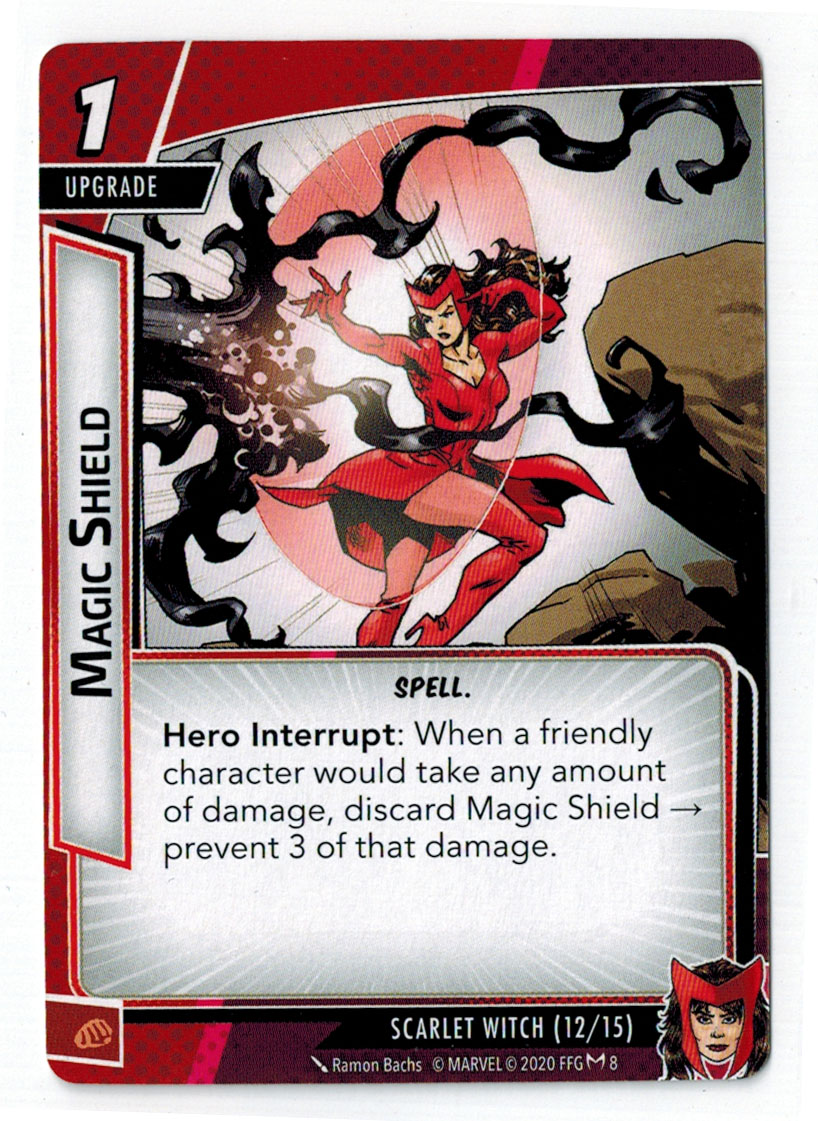 1
UPGRADE
MAGIC SHIELD
SPELL.
Hero Interrupt: When a friendly
character would take any amount
of damage, discard Magic Shield →
prevent 3 of that damage.
SCARLET WITCH (12/15)
Ramon Bachs © MARVEL © 2020 FFG 8